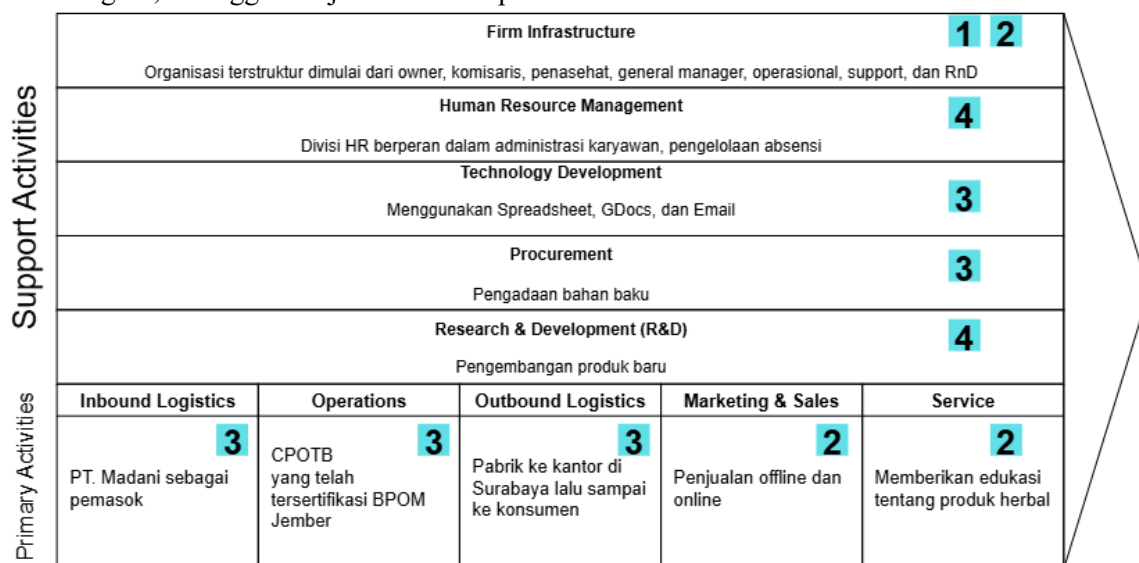 Firm Infrastructure
1 2
Organisasi terstruktur dimulai dari owner, komisaris, penasehat, general manager, operasional, support, dan RnD
Human Resource Management
4
Divisi HR berperan dalam administrasi karyawan, pengelolaan absensi
Technology Development
3
Menggunakan Spreadsheet, GDocs, dan Email
Procurement
3
Pengadaan bahan baku
Research & Development (R&D)
4
Pengembangan produk baru
Support Activities
Inbound Logistics
Operations
Outbound Logistics
Marketing & Sales
Service
3
PT. Madani sebagai
pemasok
3
CPOTB
yang telah
tersertifikasi BPOM
Jember
3
Pabrik ke kantor di
Surabaya lalu sampai
ke konsumen
2
Penjualan offline dan
online
2
Memberikan edukasi
tentang produk herbal
Primary Activities